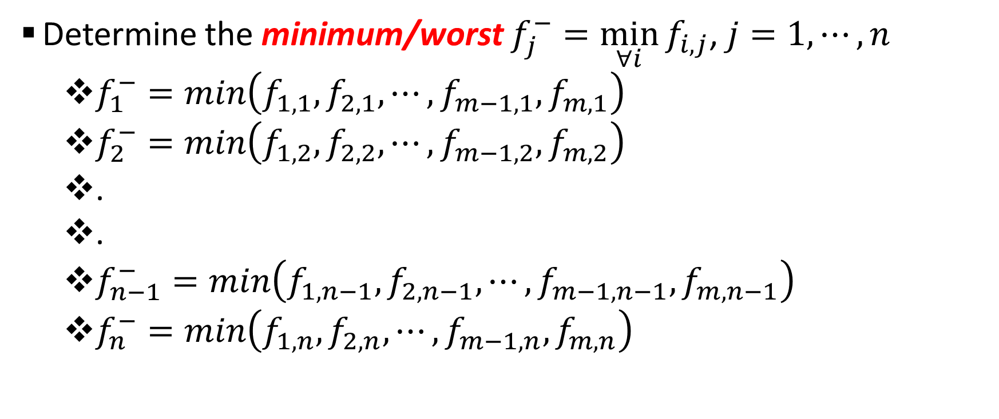 ▪ Determine the minimum/worst f_j^− = min_{∀i} f_{i,j}, j = 1, ⋯ , n
❖ f_1^− = min(f_{1,1}, f_{2,1}, ⋯ , f_{m−1,1}, f_{m,1})
❖ f_2^− = min(f_{1,2}, f_{2,2}, ⋯ , f_{m−1,2}, f_{m,2})
❖ .
❖ .
❖ f_{n−1}^− = min(f_{1,n−1}, f_{2,n−1}, ⋯ , f_{m−1,n−1}, f_{m,n−1})
❖ f_n^− = min(f_{1,n}, f_{2,n}, ⋯ , f_{m−1,n}, f_{m,n})